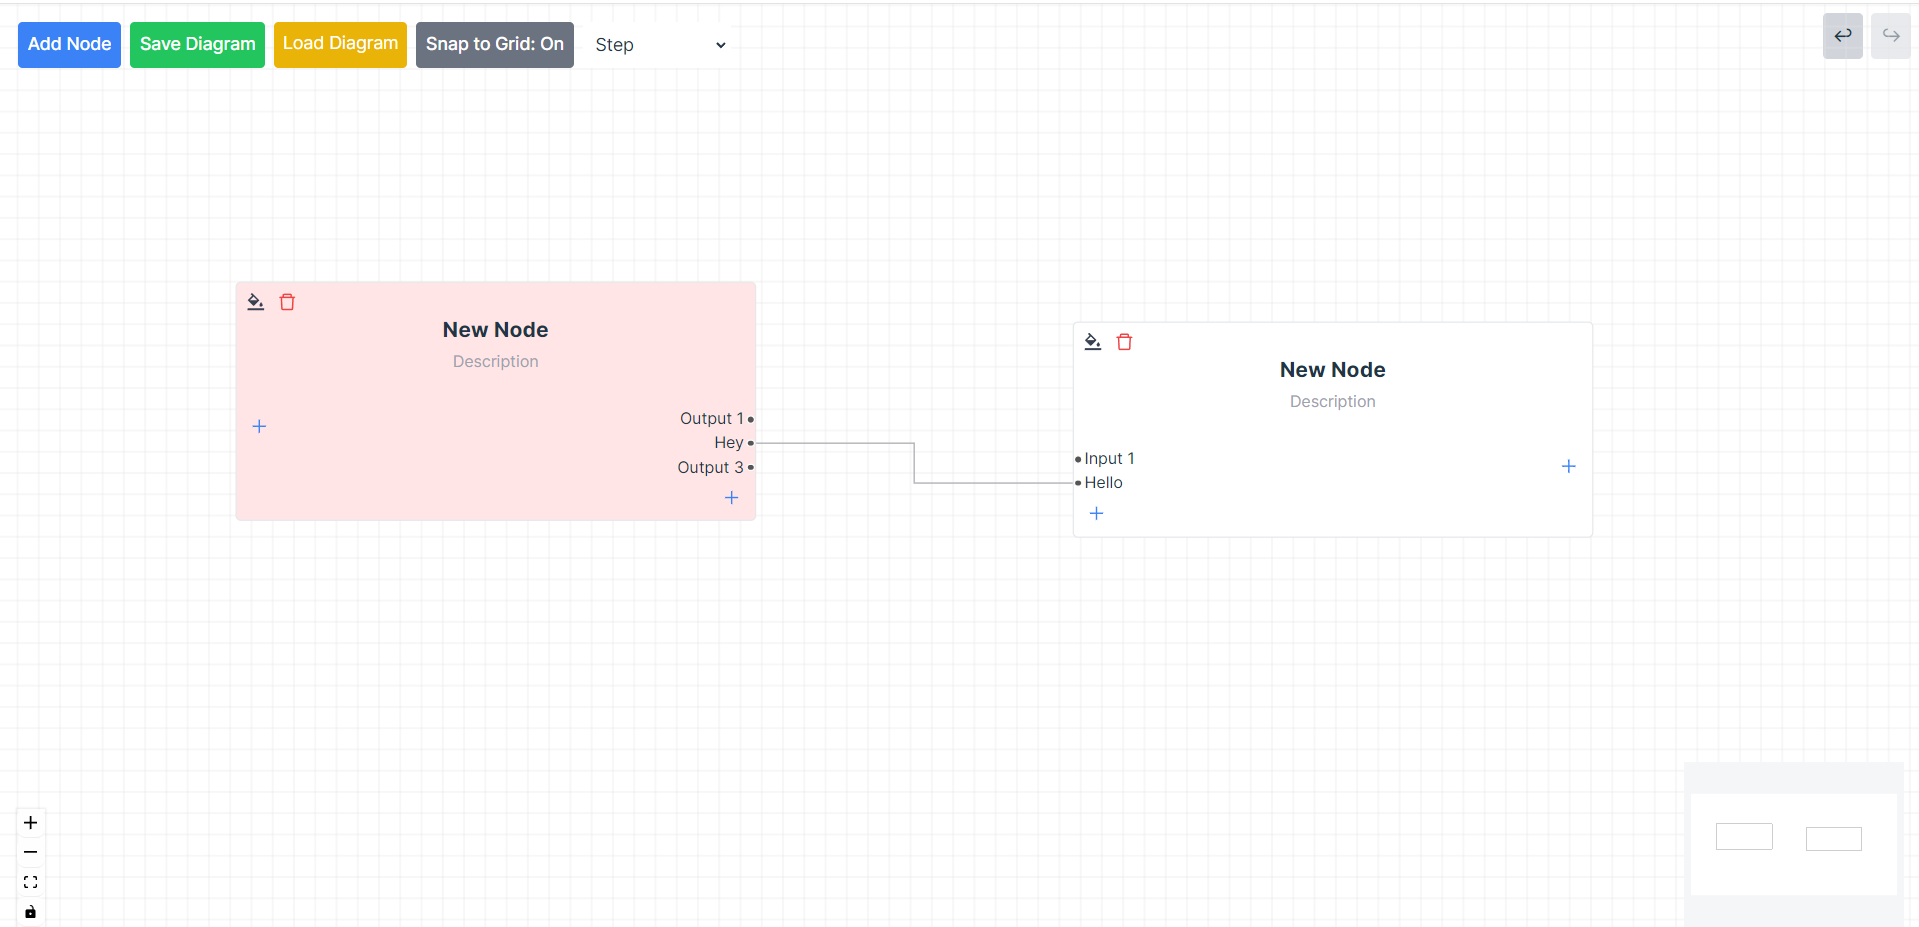 Add Node
Save Diagram
Load Diagram
Snap to Grid: On
Step
New Node
Description
Output 1
Hey
Output 3
New Node
Description
Input 1
Hello